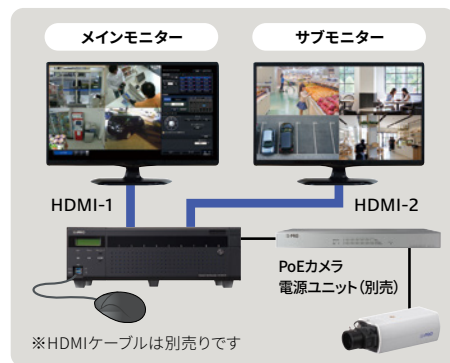 メインモニター
サブモニター
HDMI-1
HDMI-2
i-PRO
i-PRO
PoEカメラ
電源ユニット(別売)
※HDMIケーブルは別売りです